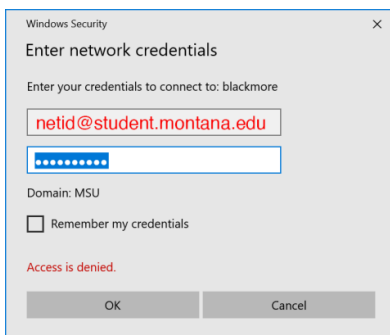 Windows Security
Enter network credentials
Enter your credentials to connect to: blackmore
netid@student.montana.edu
••••••••••
Domain: MSU
Remember my credentials
Access is denied.
OK
Cancel